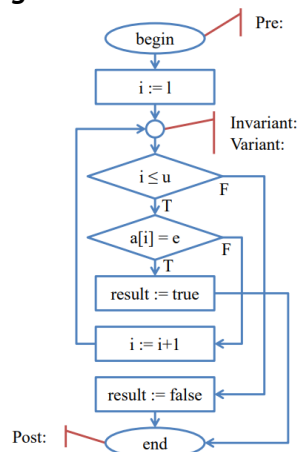 Pre:
begin
i := l
Invariant:
Variant:
i ≤ u
F
T
a[i] = e
F
T
result := true
i := i+1
result := false
Post:
end